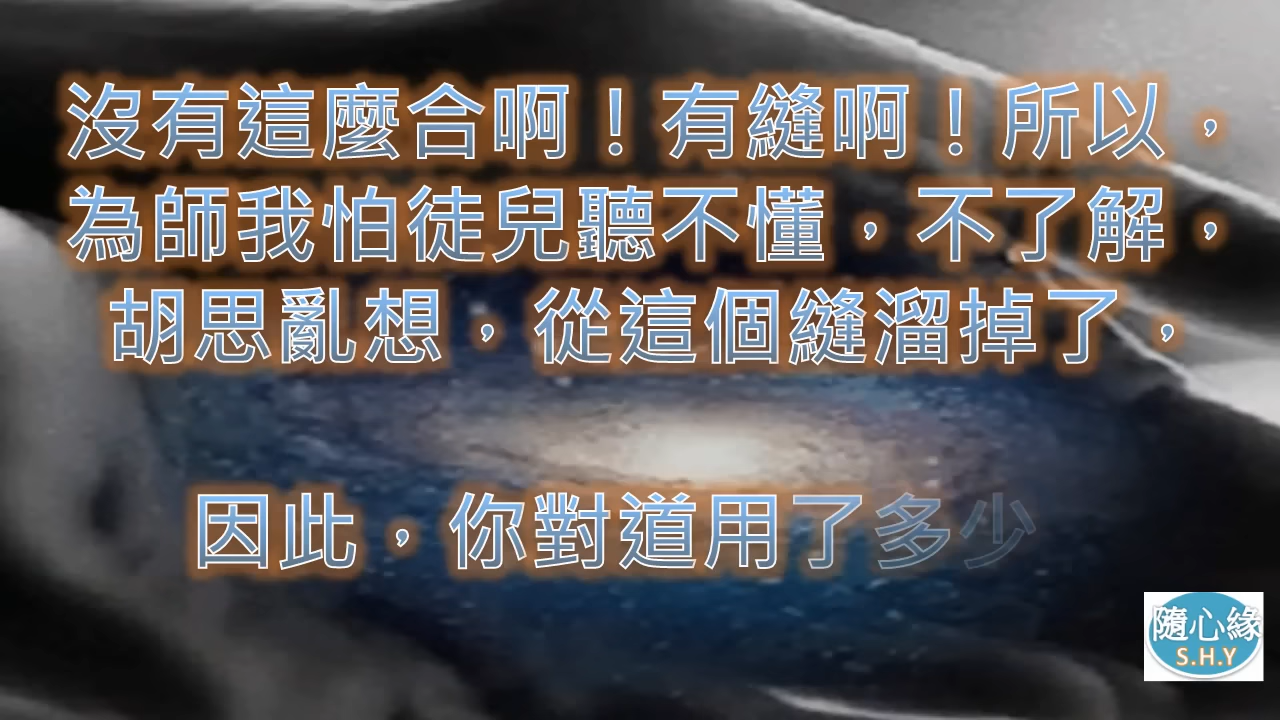 沒有這麼合啊！有縫啊！所以，
為師我怕徒兒聽不懂，不了解，
胡思亂想，從這個縫溜掉了，
因此，你對道用了多少
隨心緣
S.H.Y